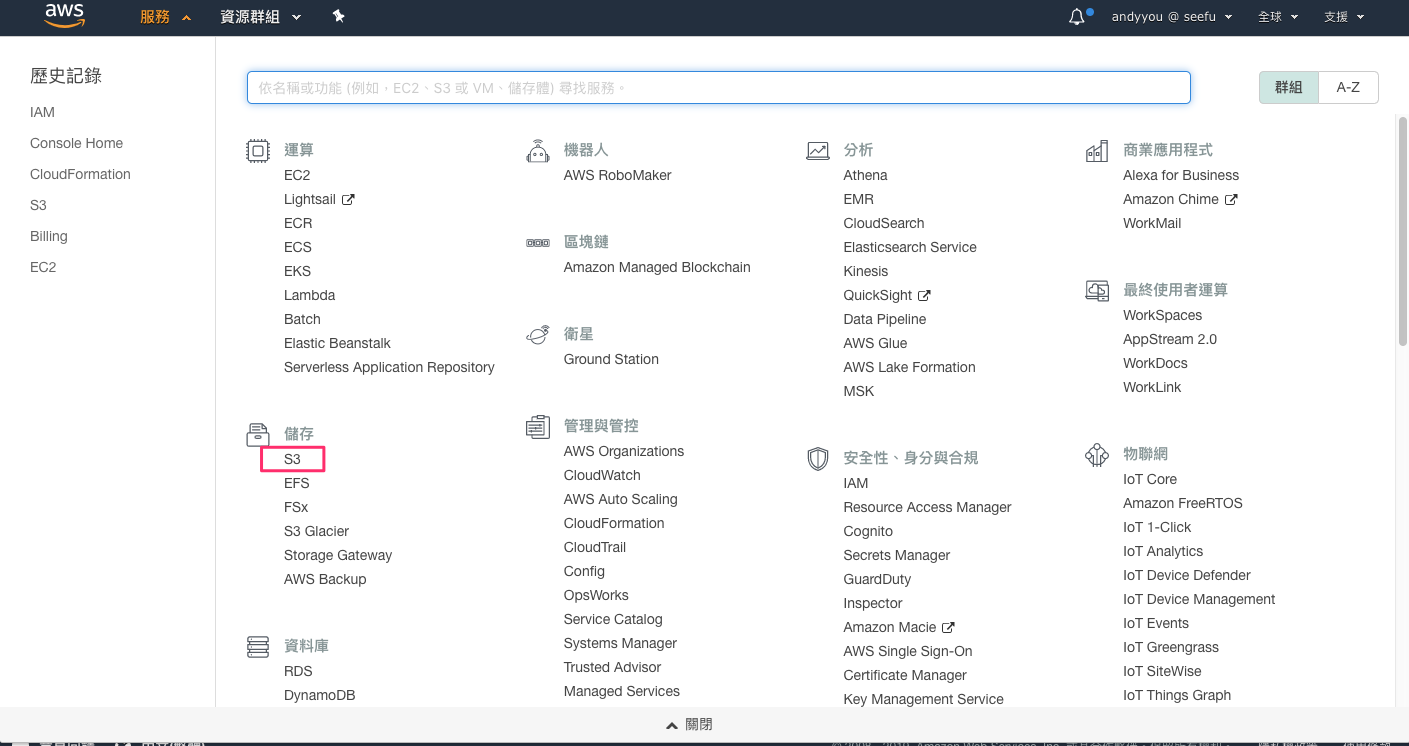 aws
服務
資源群組
andyyou @ seefu
全球
支援
歷史記錄
IAM
Console Home
CloudFormation
S3
Billing
EC2
依名稱或功能 (例如，EC2、S3 或 VM、儲存體) 尋找服務。
群組
A-Z
運算
EC2
Lightsail
ECR
ECS
EKS
Lambda
Batch
Elastic Beanstalk
Serverless Application Repository
儲存
S3
EFS
FSx
S3 Glacier
Storage Gateway
AWS Backup
資料庫
RDS
DynamoDB
機器人
AWS RoboMaker
區塊鏈
Amazon Managed Blockchain
衛星
Ground Station
管理與管控
AWS Organizations
CloudWatch
AWS Auto Scaling
CloudFormation
CloudTrail
Config
OpsWorks
Service Catalog
Systems Manager
Trusted Advisor
Managed Services
分析
Athena
EMR
CloudSearch
Elasticsearch Service
Kinesis
QuickSight
Data Pipeline
AWS Glue
AWS Lake Formation
MSK
安全性、身分與合規
IAM
Resource Access Manager
Cognito
Secrets Manager
GuardDuty
Inspector
Amazon Macie
AWS Single Sign-On
Certificate Manager
Key Management Service
商業應用程式
Alexa for Business
Amazon Chime
WorkMail
最終使用者運算
WorkSpaces
AppStream 2.0
WorkDocs
WorkLink
物聯網
IoT Core
Amazon FreeRTOS
IoT 1-Click
IoT Analytics
IoT Device Defender
IoT Device Management
IoT Events
IoT Greengrass
IoT SiteWise
IoT Things Graph
關閉